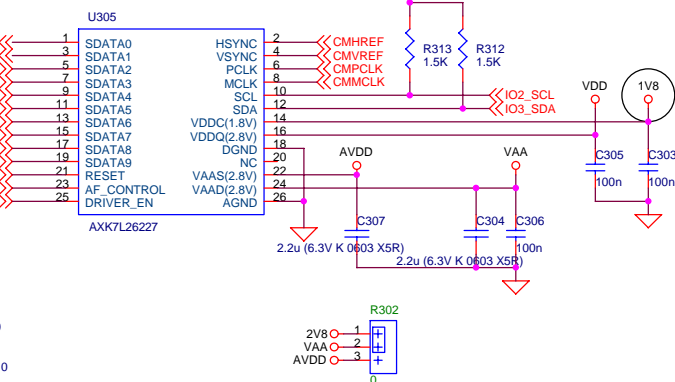 U305
1 SDATA0 HSYNC 2 CMHREF
3 SDATA1 VSYNC 4 CMVREF
5 SDATA2 PCLK 6 CMPCLK
7 SDATA3 MCLK 8 CMMCLK
9 SDATA4 SCL 10 IO2_SCL
11 SDATA5 SDA 12 IO3_SDA
13 SDATA6 VDDC(1.8V) 14
15 SDATA7 VDDQ(2.8V) 16
17 SDATA8 DGND 18
19 SDATA9 NC 20
21 RESET VAAS(2.8V) 22
23 AF_CONTROL VAAD(2.8V) 24
25 DRIVER_EN AGND 26
AXK7L26227
R313
1.5K
R312
1.5K
VDD
1V8
C305
100n
C303
100n
AVDD
VAA
C307
2.2u (6.3V K 0603 X5R)
C304
2.2u (6.3V K 0603 X5R)
C306
100n
R302
2V8 1
VAA 2
AVDD 3
0
0